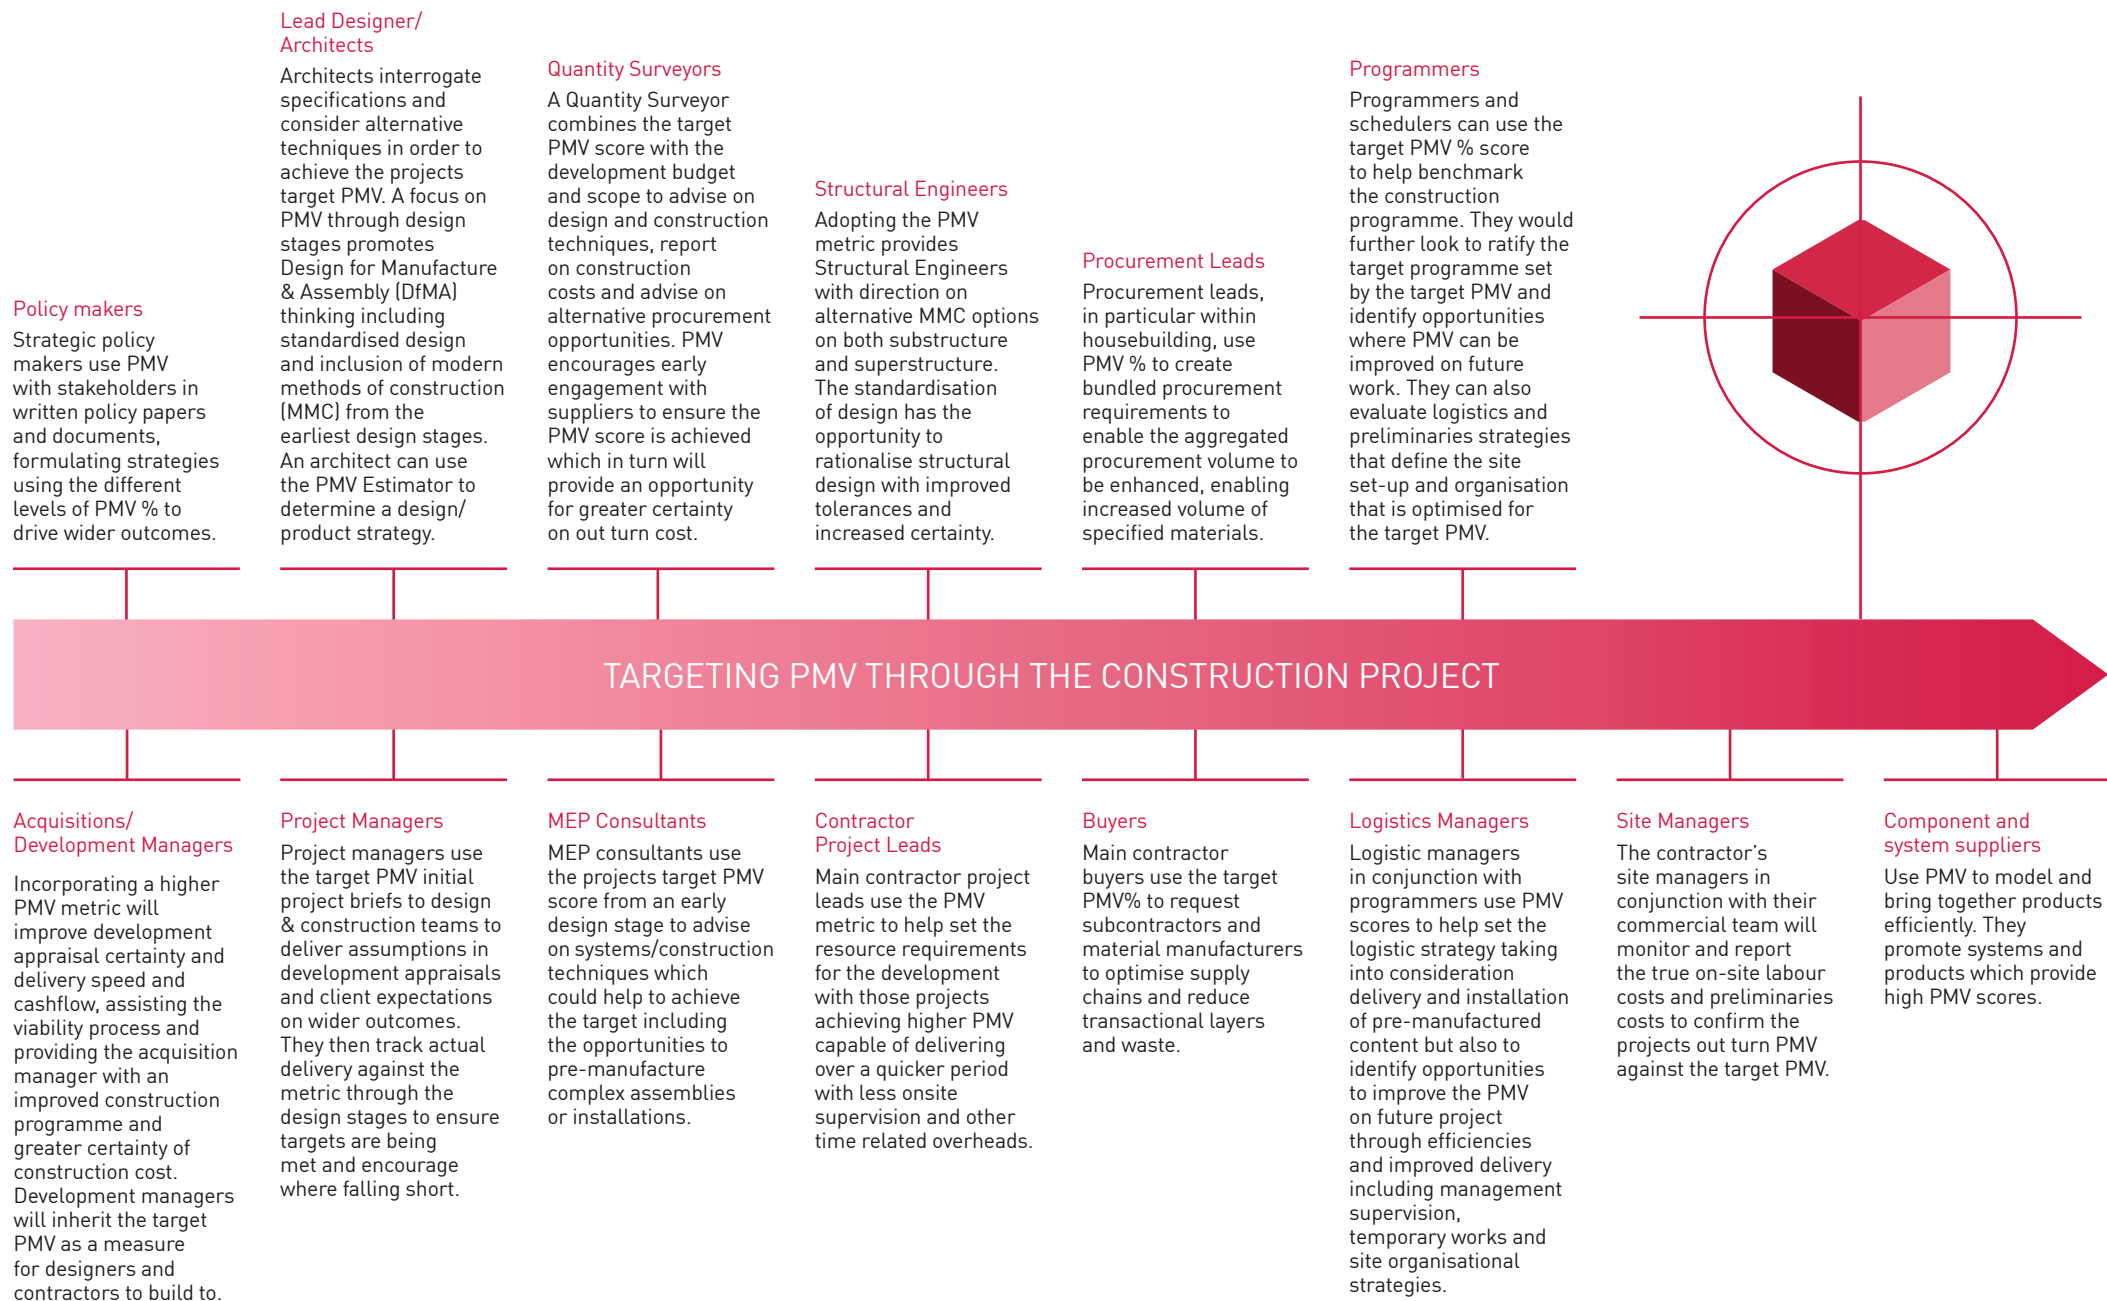 Policy makers
Strategic policy
makers use PMV
with stakeholders in
written policy papers
and documents,
formulating strategies
using the different
levels of PMV % to
drive wider outcomes.
Lead Designer/
Architects
Architects interrogate
specifications and
consider alternative
techniques in order to
achieve the projects
target PMV. A focus on
PMV through design
stages promotes
Design for Manufacture
& Assembly (DfMA)
thinking including
standardised design
and inclusion of modern
methods of construction
(MMC) from the
earliest design stages.
An architect can use
the PMV Estimator to
determine a design/
product strategy.
Quantity Surveyors
A Quantity Surveyor
combines the target
PMV score with the
development budget
and scope to advise on
design and construction
techniques, report
on construction
costs and advise on
alternative procurement
opportunities. PMV
encourages early
engagement with
suppliers to ensure the
PMV score is achieved
which in turn will
provide an opportunity
for greater certainty
on out turn cost.
Structural Engineers
Adopting the PMV
metric provides
Structural Engineers
with direction on
alternative MMC options
on both substructure
and superstructure.
The standardisation
of design has the
opportunity to
rationalise structural
design with improved
tolerances and
increased certainty.
Procurement Leads
Procurement leads,
in particular within
housebuilding, use
PMV % to create
bundled procurement
requirements to
enable the aggregated
procurement volume to
be enhanced, enabling
increased volume of
specified materials.
Programmers
Programmers and
schedulers can use the
target PMV % score
to help benchmark
the construction
programme. They would
further look to ratify the
target programme set
by the target PMV and
identify opportunities
where PMV can be
improved on future
work. They can also
evaluate logistics and
preliminaries strategies
that define the site
set-up and organisation
that is optimised for
the target PMV.
TARGETING PMV THROUGH THE CONSTRUCTION PROJECT
Acquisitions/
Development Managers
Incorporating a higher
PMV metric will
improve development
appraisal certainty and
delivery speed and
cashflow, assisting the
viability process and
providing the acquisition
manager with an
improved construction
programme and
greater certainty of
construction cost.
Development managers
will inherit the target
PMV as a measure
for designers and
contractors to build to.
Project Managers
Project managers use
the target PMV initial
project briefs to design
& construction teams to
deliver assumptions in
development appraisals
and client expectations
on wider outcomes.
They then track actual
delivery against the
metric through the
design stages to ensure
targets are being
met and encourage
where falling short.
MEP Consultants
MEP consultants use
the projects target PMV
score from an early
design stage to advise
on systems/construction
techniques which
could help to achieve
the target including
the opportunities to
pre-manufacture
complex assemblies
or installations.
Contractor
Project Leads
Main contractor project
leads use the PMV
metric to help set the
resource requirements
for the development
with those projects
achieving higher PMV
capable of delivering
over a quicker period
with less onsite
supervision and other
time related overheads.
Buyers
Main contractor
buyers use the target
PMV% to request
subcontractors and
material manufacturers
to optimise supply
chains and reduce
transactional layers
and waste.
Logistics Managers
Logistic managers
in conjunction with
programmers use PMV
scores to help set the
logistic strategy taking
into consideration
delivery and installation
of pre-manufactured
content but also to
identify opportunities
to improve the PMV
on future project
through efficiencies
and improved delivery
including management
supervision,
temporary works and
site organisational
strategies.
Site Managers
The contractor's
site managers in
conjunction with their
commercial team will
monitor and report
the true on-site labour
costs and preliminaries
costs to confirm the
projects out turn PMV
against the target PMV.
Component and
system suppliers
Use PMV to model and
bring together products
efficiently. They
promote systems and
products which provide
high PMV scores.